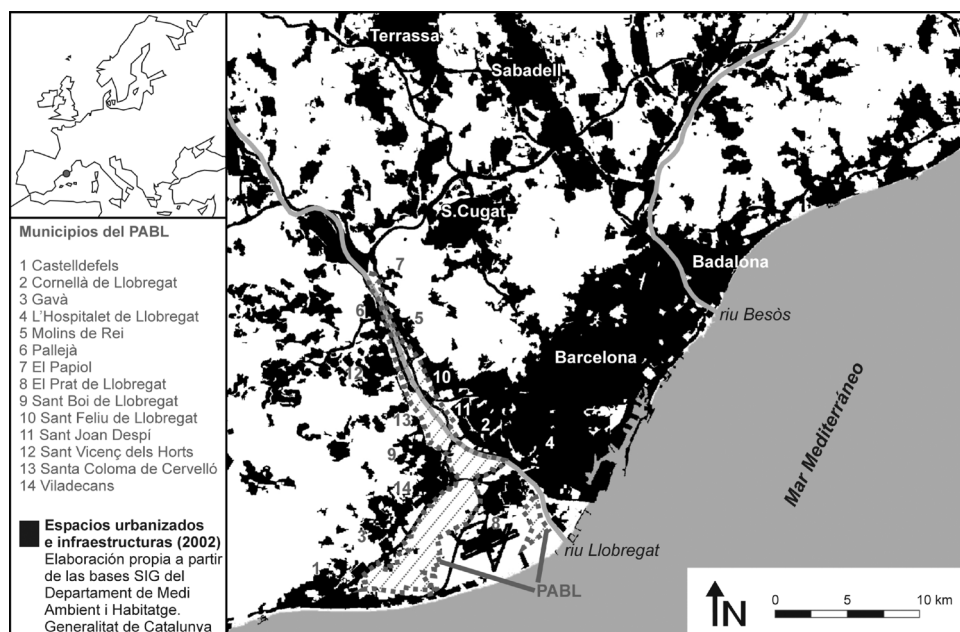 Municipios del PABL
1 Castelldefels
2 Cornellà de Llobregat
3 Gavà
4 L'Hospitalet de Llobregat
5 Molins de Rei
6 Pallejà
7 El Papiol
8 El Prat de Llobregat
9 Sant Boi de Llobregat
10 Sant Feliu de Llobregat
11 Sant Joan Despí
12 Sant Vicenç dels Horts
13 Santa Coloma de Cervelló
14 Viladecans
Espacios urbanizados
e infraestructuras (2002)
Elaboración propia a partir
de las bases SIG del
Departament de Medi
Ambient i Habitatge.
Generalitat de Catalunya
Terrassa
Sabadell
S.Cugat
Badalóna
7
riu Besòs
6
5
Barcelona
12
10
11
13
2
4
9
14
Mar Mediterráneo
8
3
riu Llobregat
1
PABL
N
0 5 10 km